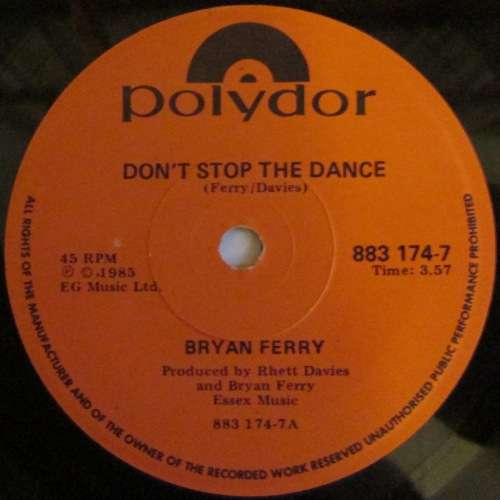 polydor
DON'T STOP THE DANCE
(Ferry/Davies)
45 RPM
℗ © 1985
EG Music Ltd.
883 174-7
Time: 3.57
BRYAN FERRY
Produced by Rhett Davies
and Bryan Ferry
Essex Music
883 174-7A
ALL RIGHTS OF THE MANUFACTURER AND OF THE OWNER OF THE RECORDED WORK RESERVED UNAUTHORISED PUBLIC PERFORMANCE PROHIBITED